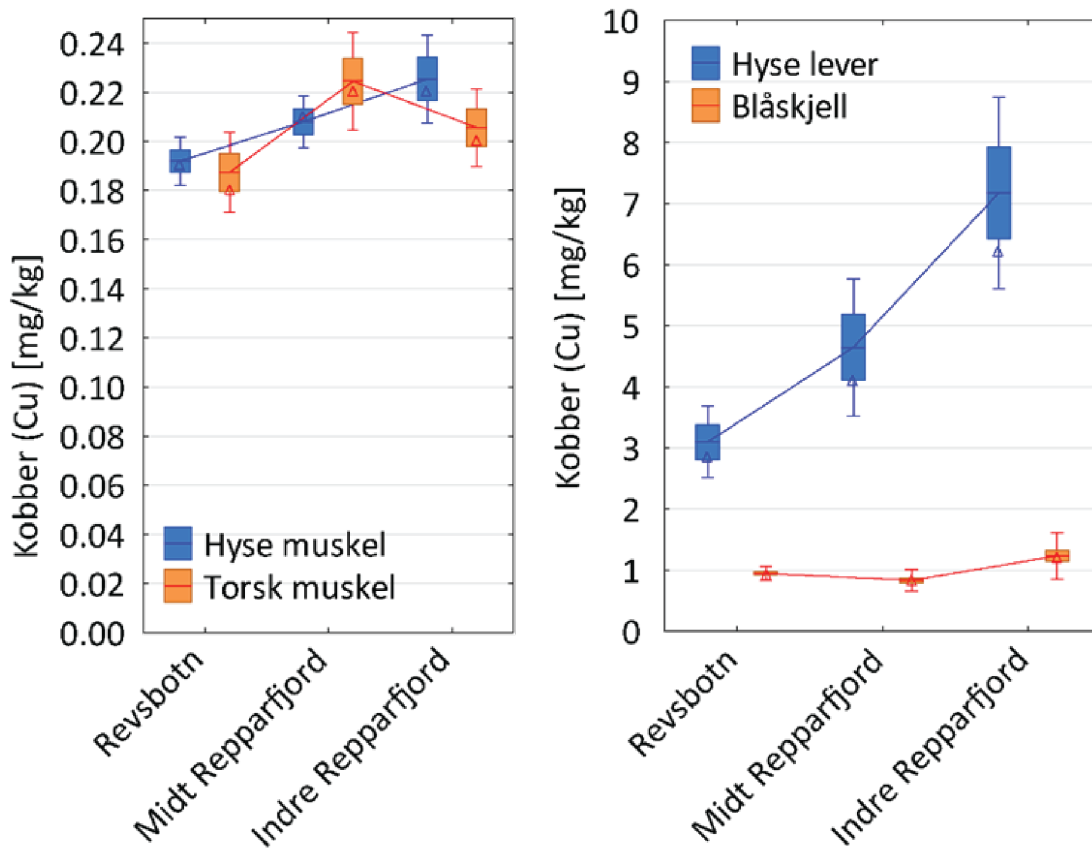 Kobber (Cu) [mg/kg]
0.24
0.22
0.20
0.18
0.16
0.14
0.12
0.10
0.08
0.06
0.04
0.02
0.00
Hyse muskel
Torsk muskel
Revsbotn
Midt Repparfjord
Indre Repparfjord
Kobber (Cu) [mg/kg]
10
9
8
7
6
5
4
3
2
1
0
Hyse lever
Blåskjell
Revsbotn
Midt Repparfjord
Indre Repparfjord